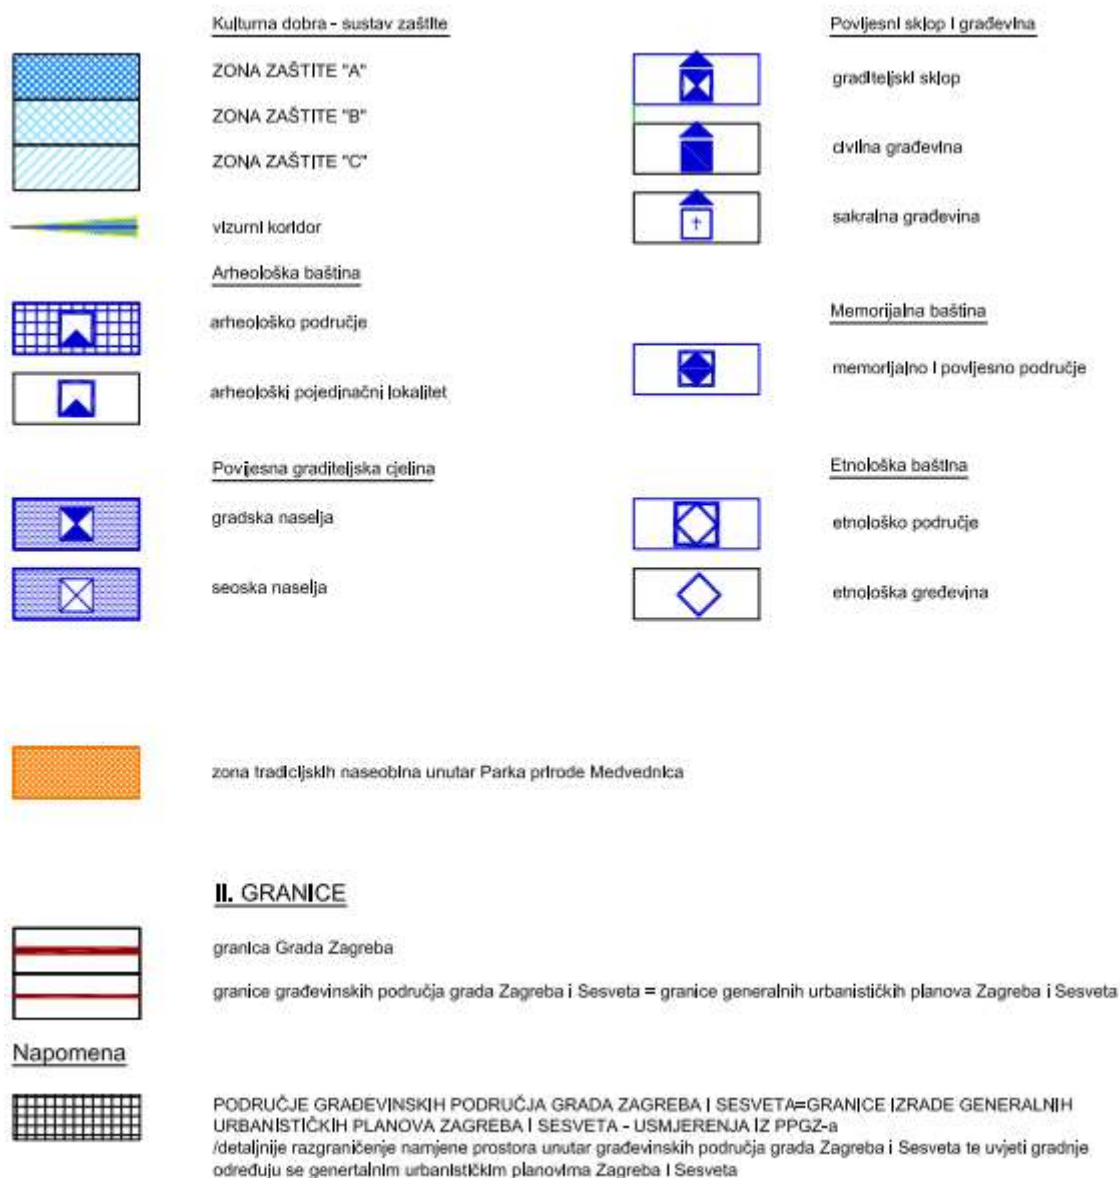 Kulturna dobra - sustav zaštite
ZONA ZAŠTITE "A"
ZONA ZAŠTITE "B"
ZONA ZAŠTITE "C"
vizurni koridor
Arheološka baština
arheološko područje
arheološki pojedinačni lokalitet
Povijesna graditeljska cjelina
gradska naselja
seoska naselja
Povijesni sklop i građevina
graditeljski sklop
civilna građevina
sakralna građevina
Memorijalna baština
memorijalno i povijesno područje
Etnološka baština
etnološko područje
etnološka građevina
zona tradicijskih naseobina unutar Parka prirode Medvednica
II. GRANICE
granica Grada Zagreba
granice građevinskih područja grada Zagreba i Sesveta = granice generalnih urbanističkih planova Zagreba i Sesveta
Napomena
PODRUČJE GRAĐEVINSKIH PODRUČJA GRADA ZAGREBA I SESVETA=GRANICE IZRADE GENERALNIH
URBANISTIČKIH PLANOVA ZAGREBA I SESVETA - USMJERENJA IZ PPGZ-a
/detaljnije razgraničenje namjene prostora unutar građevinskih područja grada Zagreba i Sesveta te uvjeti gradnje
određuju se genertalnim urbanističkim planovima Zagreba i Sesveta